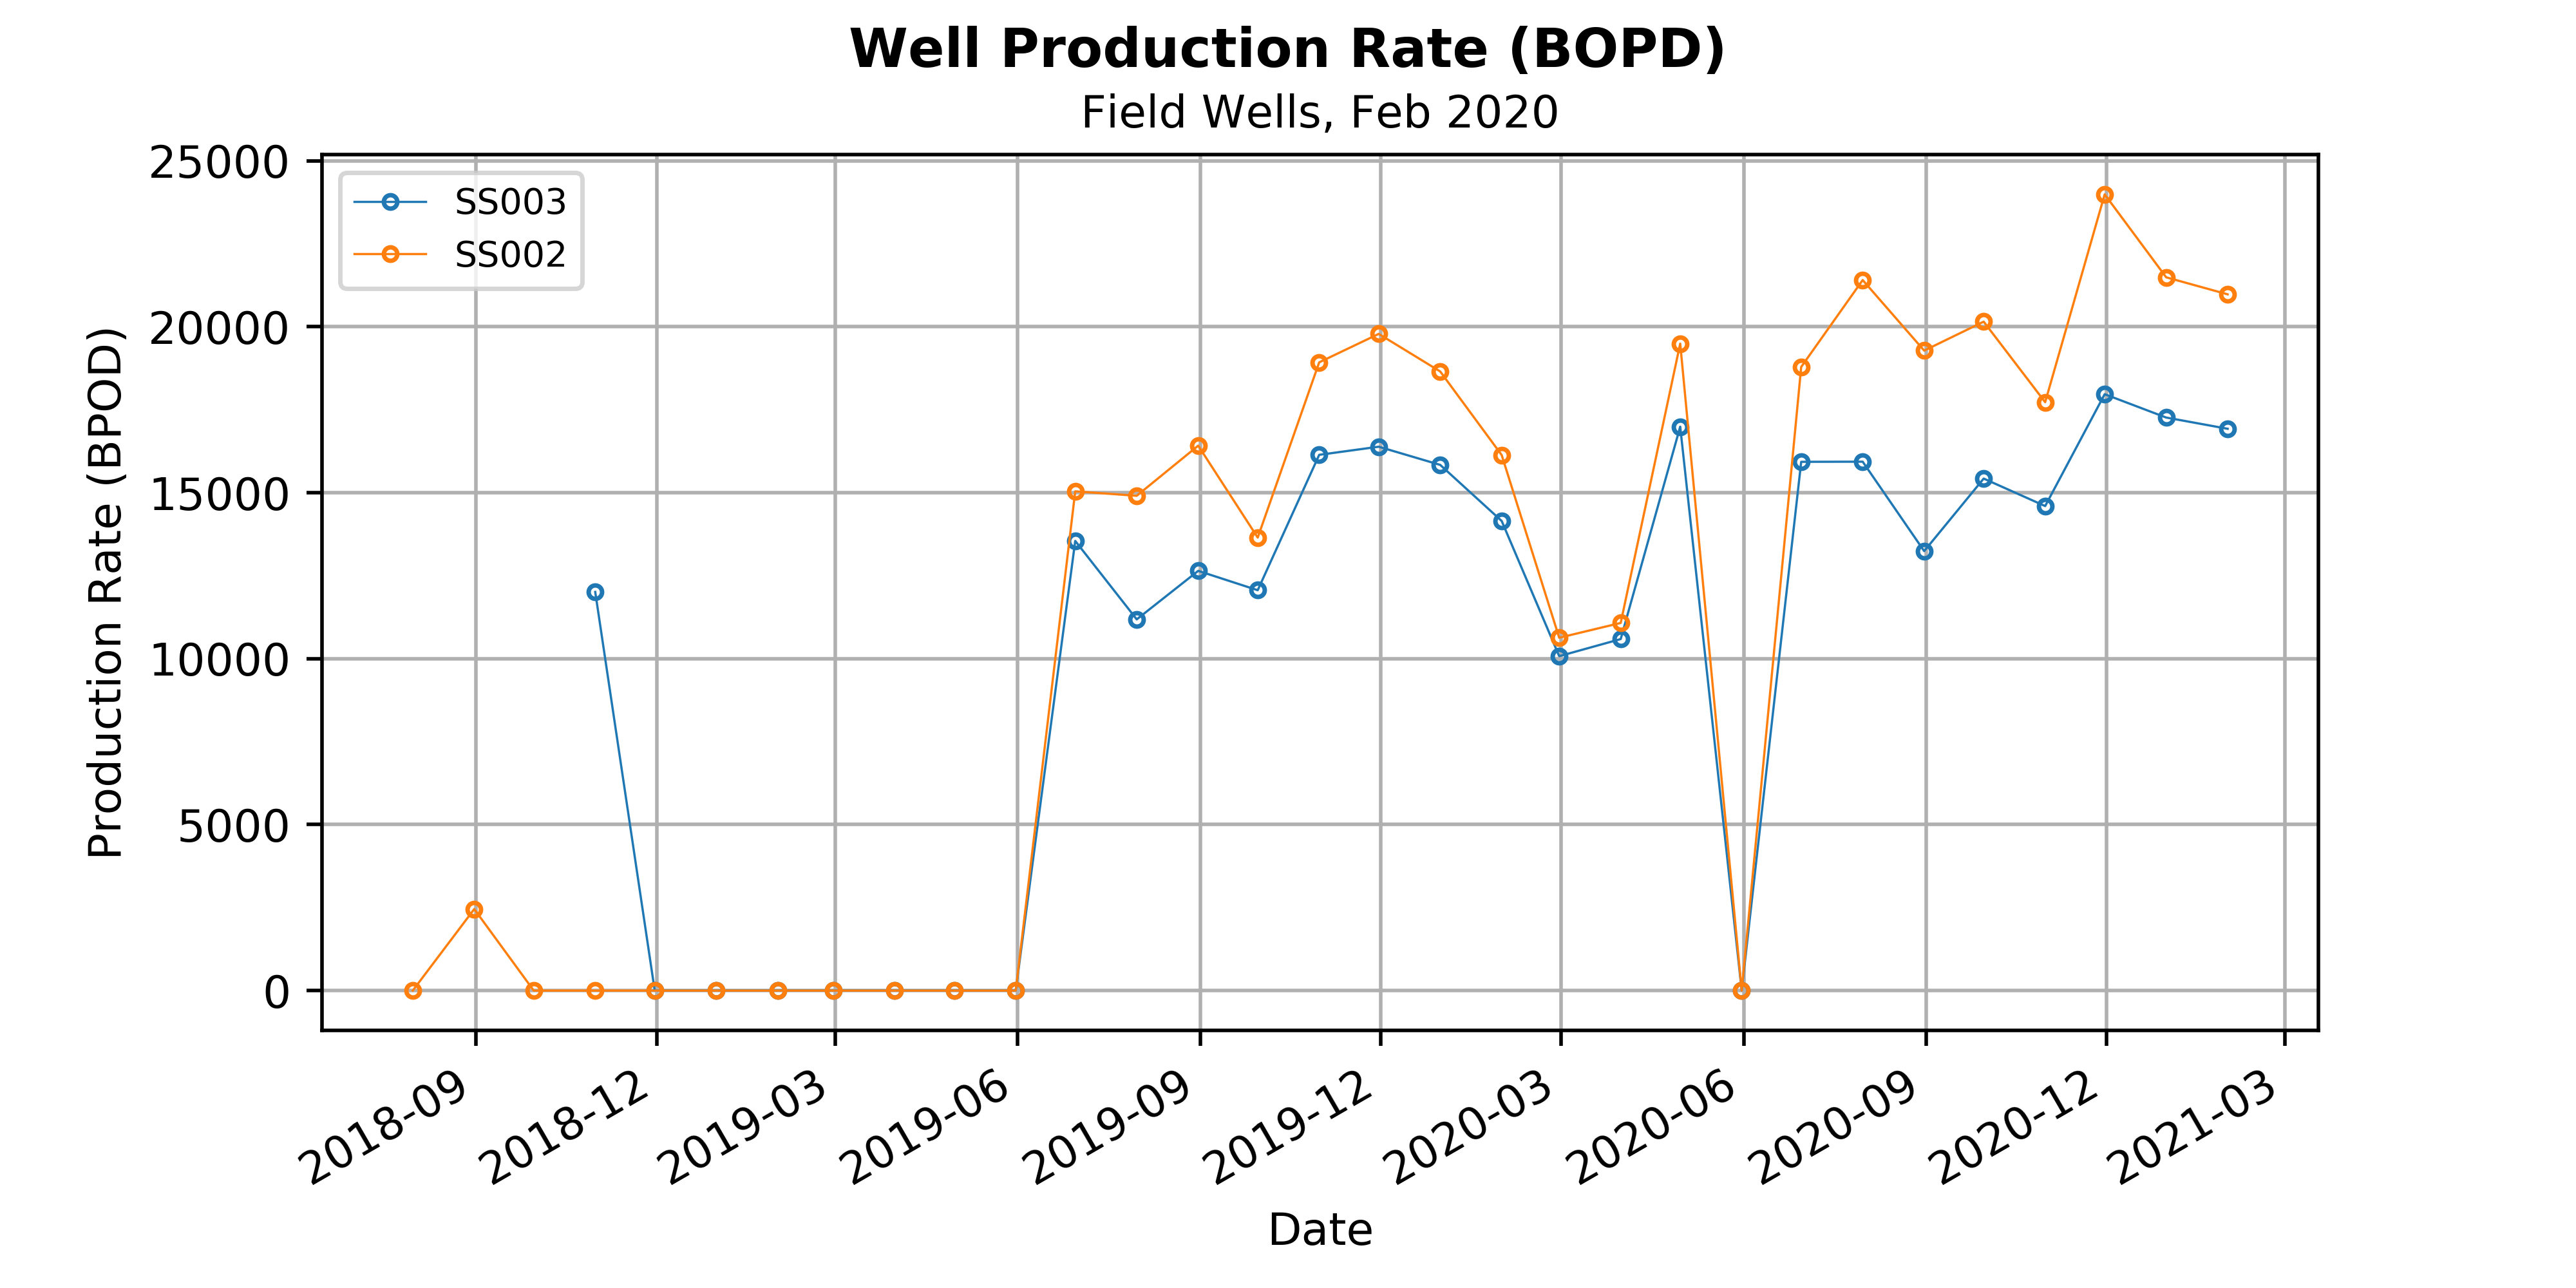 Well Production Rate (BOPD)
Field Wells, Feb 2020
SS003
SS002
Production Rate (BPOD)
25000
20000
15000
10000
5000
0
2018-09
2018-12
2019-03
2019-06
2019-09
2019-12
2020-03
2020-06
2020-09
2020-12
2021-03
Date